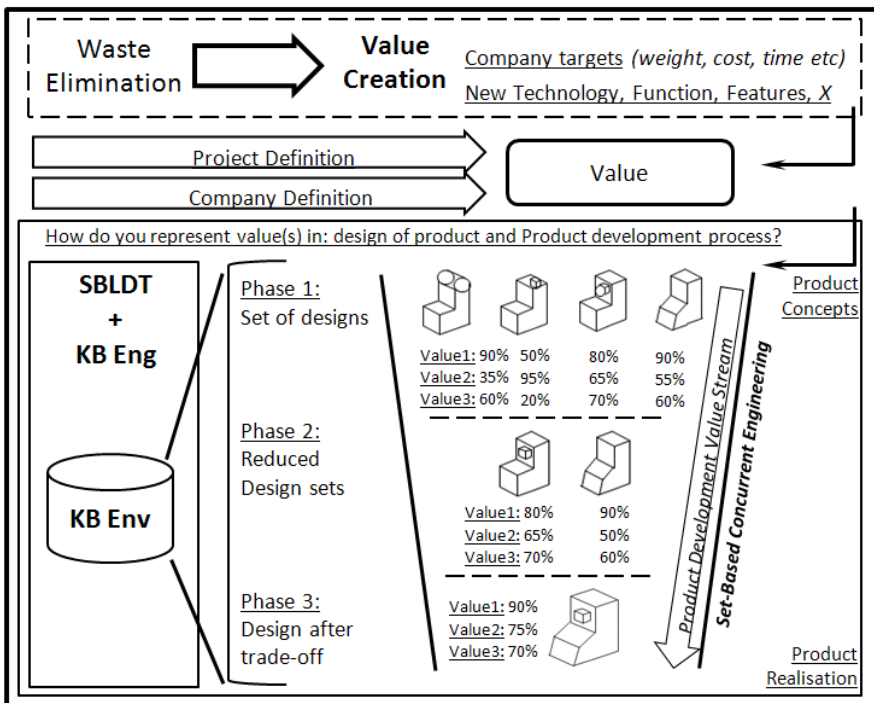 Waste
Elimination
Value
Creation
Company targets (weight, cost, time etc)
New Technology, Function, Features, X
Project Definition
Company Definition
Value
How do you represent value(s) in: design of product and Product development process?
SBLDT
+
KB Eng
KB Env
Phase 1:
Set of designs
Value1: 90% 50% 80% 90%
Value2: 35% 95% 65% 55%
Value3: 60% 20% 70% 60%
Phase 2:
Reduced
Design sets
Value1: 80% 90%
Value2: 65% 50%
Value3: 70% 60%
Phase 3:
Design after
trade-off
Value1: 90%
Value2: 75%
Value3: 70%
Product Development Value Stream
Set-Based Concurrent Engineering
Product
Concepts
Product
Realisation